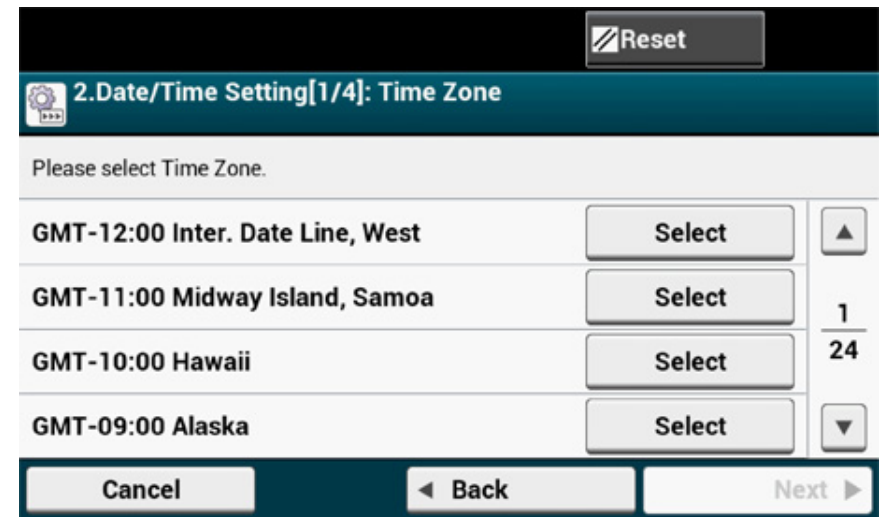 Reset
2.Date/Time Setting[1/4]: Time Zone
Please select Time Zone.
GMT-12:00 Inter. Date Line, West Select
GMT-11:00 Midway Island, Samoa Select
1
GMT-10:00 Hawaii Select
24
GMT-09:00 Alaska Select
Cancel Back Next